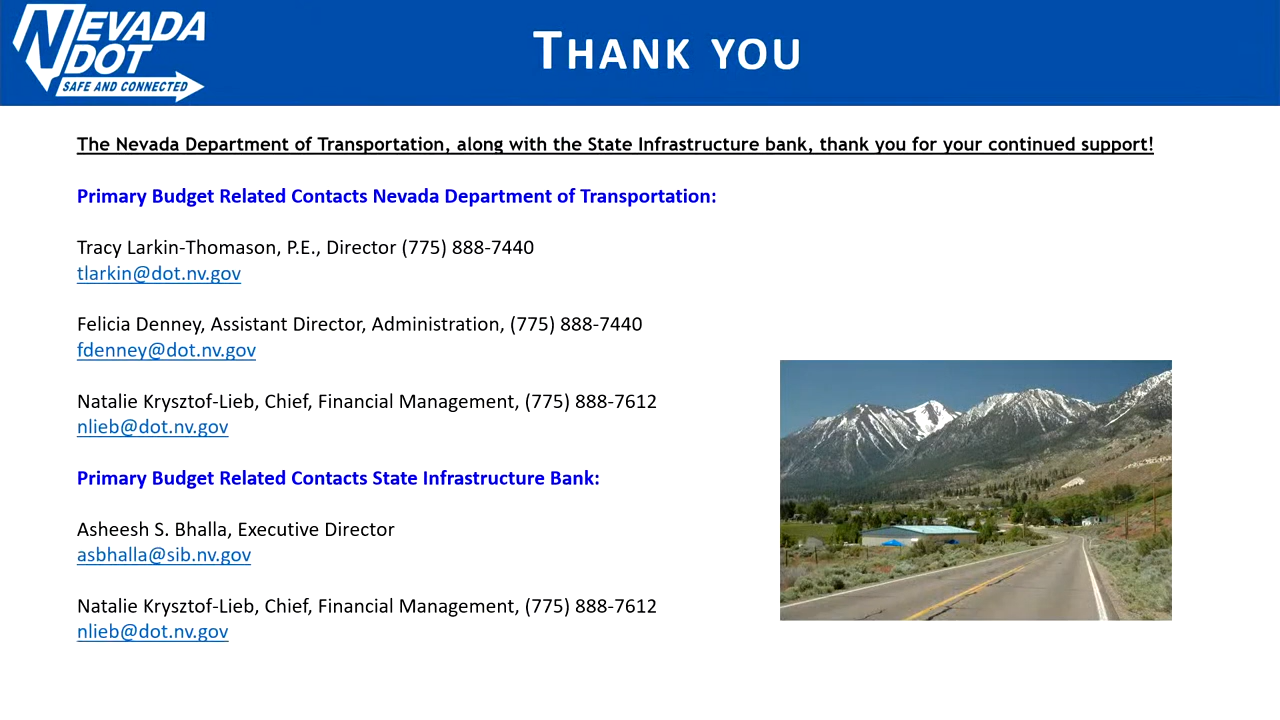 NEVADA
DOT
SAFE AND CONNECTED
THANK YOU
The Nevada Department of Transportation, along with the State Infrastructure bank, thank you for your continued support!
Primary Budget Related Contacts Nevada Department of Transportation:
Tracy Larkin-Thomason, P.E., Director (775) 888-7440
tlarkin@dot.nv.gov
Felicia Denney, Assistant Director, Administration, (775) 888-7440
fdenney@dot.nv.gov
Natalie Krysztof-Lieb, Chief, Financial Management, (775) 888-7612
nlieb@dot.nv.gov
Primary Budget Related Contacts State Infrastructure Bank:
Asheesh S. Bhalla, Executive Director
asbhalla@sib.nv.gov
Natalie Krysztof-Lieb, Chief, Financial Management, (775) 888-7612
nlieb@dot.nv.gov